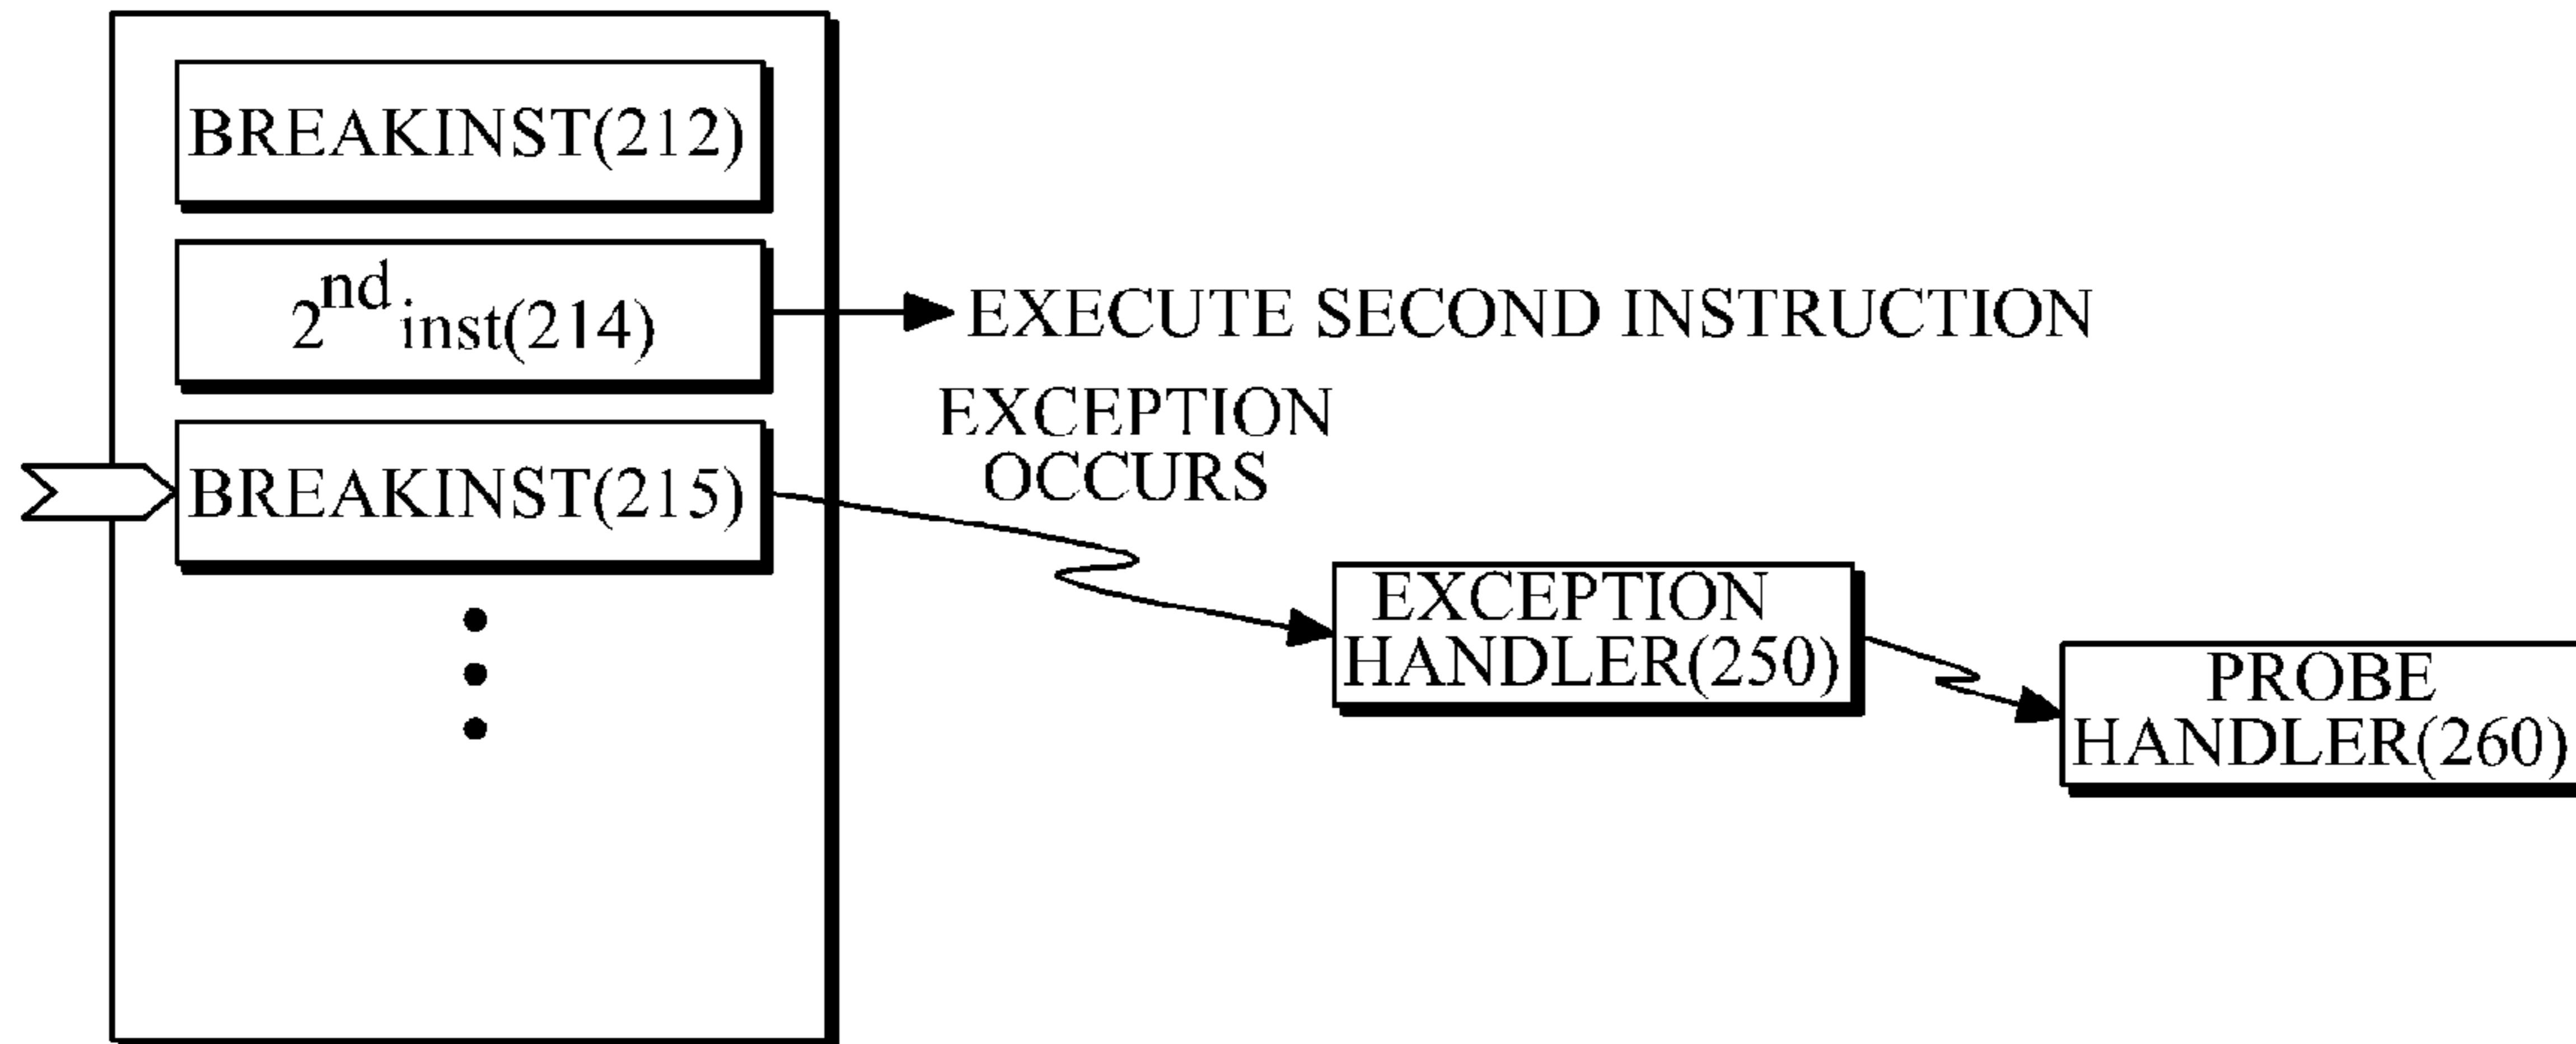 BREAKINST(212)
2nd inst(214)
EXECUTE SECOND INSTRUCTION
EXCEPTION
OCCURS
BREAKINST(215)
EXCEPTION
HANDLER(250)
PROBE
HANDLER(260)